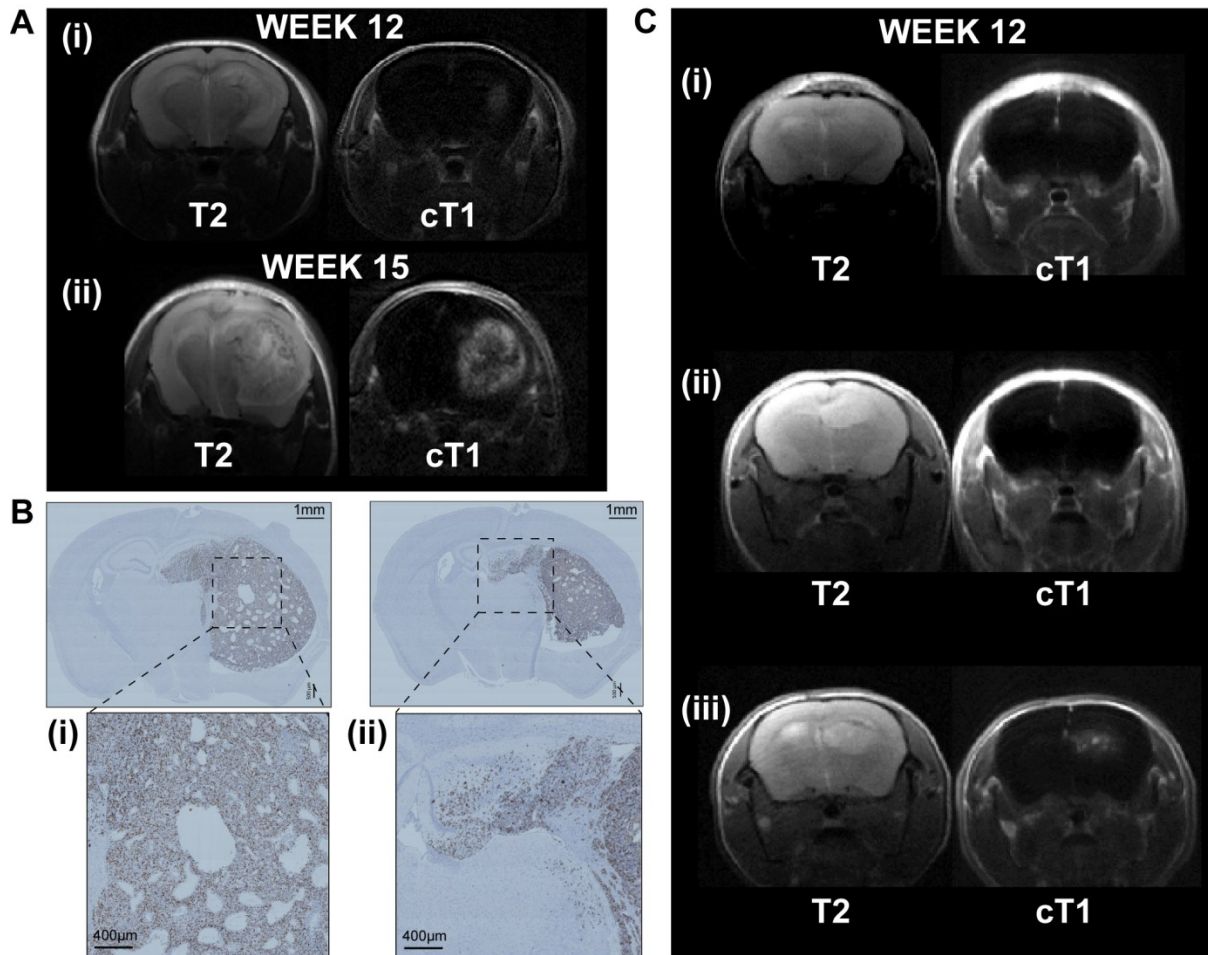 A
(i)
WEEK 12
T2
cT1
WEEK 15
(ii)
T2
cT1
B
1mm
1mm
(i)
400µm
(ii)
400µm
C
WEEK 12
(i)
T2
cT1
(ii)
T2
cT1
(iii)
T2
cT1